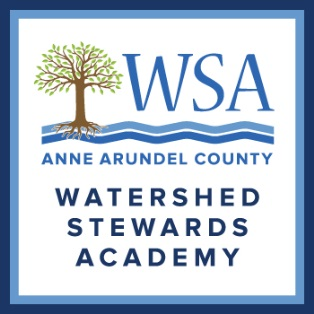 WSA
ANNE ARUNDEL COUNTY
WATERSHED
STEWARDS
ACADEMY